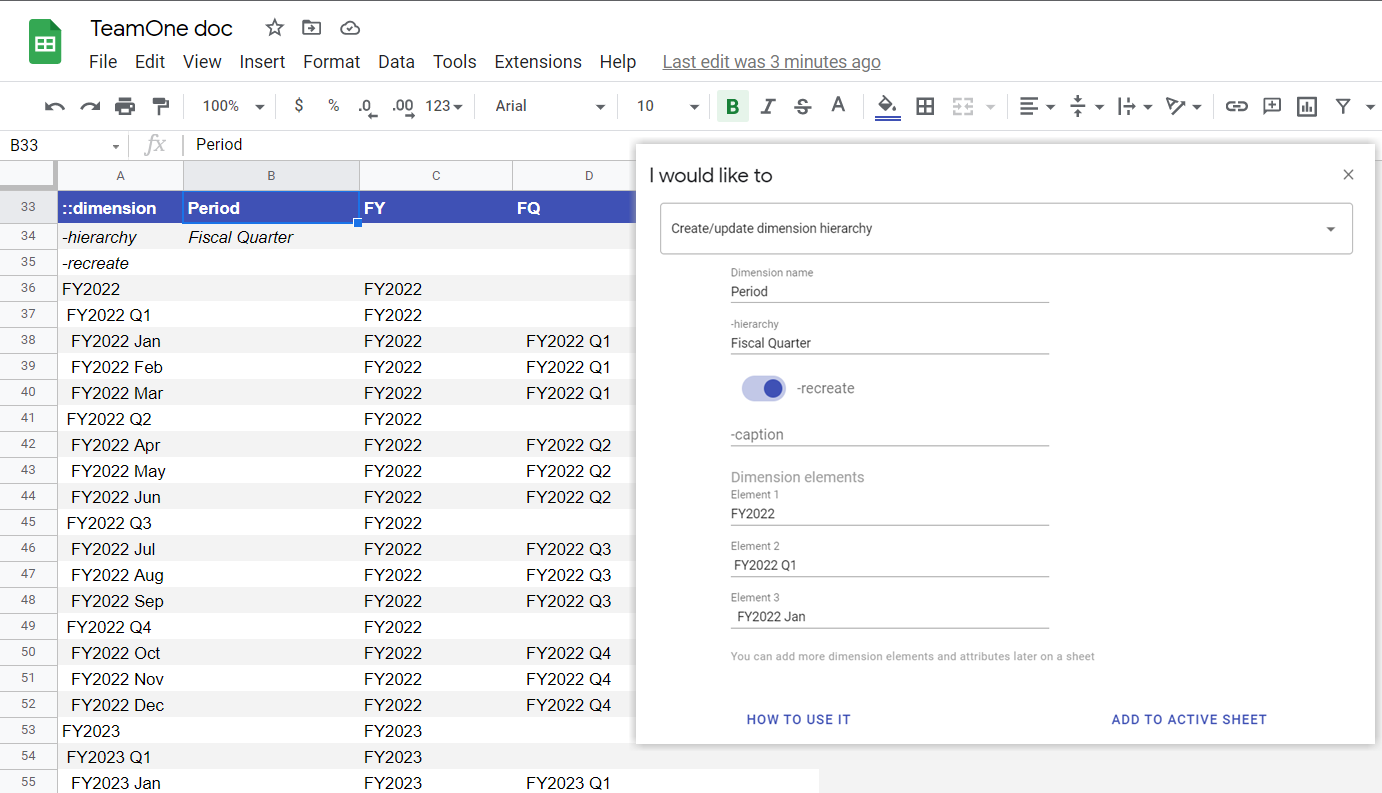 TeamOne doc
File Edit View Insert Format Data Tools Extensions Help Last edit was 3 minutes ago
100% $ % .0 .00 123 Arial 10 B I S A
B33 fx Period
A B C D
33 ::dimension Period FY FQ
34 -hierarchy Fiscal Quarter
35 -recreate
36 FY2022 FY2022
37 FY2022 Q1 FY2022
38 FY2022 Jan FY2022 FY2022 Q1
39 FY2022 Feb FY2022 FY2022 Q1
40 FY2022 Mar FY2022 FY2022 Q1
41 FY2022 Q2 FY2022
42 FY2022 Apr FY2022 FY2022 Q2
43 FY2022 May FY2022 FY2022 Q2
44 FY2022 Jun FY2022 FY2022 Q2
45 FY2022 Q3 FY2022
46 FY2022 Jul FY2022 FY2022 Q3
47 FY2022 Aug FY2022 FY2022 Q3
48 FY2022 Sep FY2022 FY2022 Q3
49 FY2022 Q4 FY2022
50 FY2022 Oct FY2022 FY2022 Q4
51 FY2022 Nov FY2022 FY2022 Q4
52 FY2022 Dec FY2022 FY2022 Q4
53 FY2023 FY2023
54 FY2023 Q1 FY2023
55 FY2023 Jan FY2023 FY2023 Q1
I would like to
Create/update dimension hierarchy
Dimension name
Period
-hierarchy
Fiscal Quarter
-recreate
-caption
Dimension elements
Element 1
FY2022
Element 2
FY2022 Q1
Element 3
FY2022 Jan
You can add more dimension elements and attributes later on a sheet
HOW TO USE IT ADD TO ACTIVE SHEET